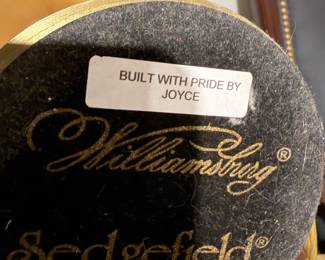 BUILT WITH PRIDE BY
JOYCE
Williamsburg®
Sedgefield®